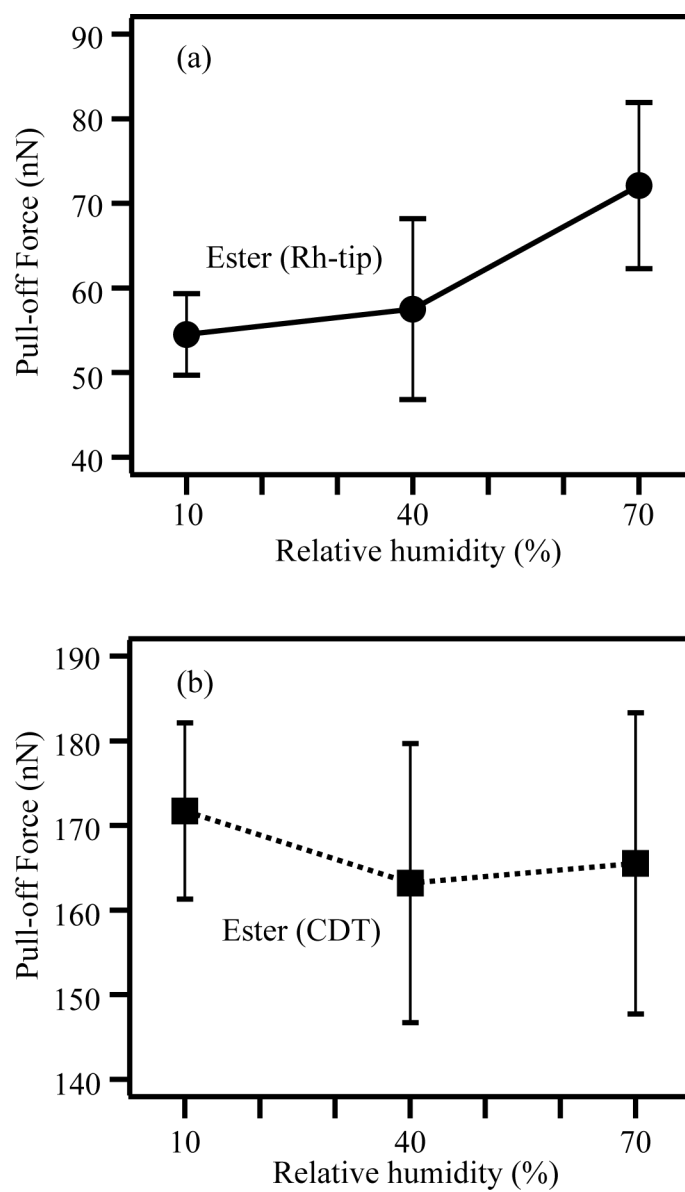 (a)
Pull-off Force (nN)
90
80
70
60
50
40
Ester (Rh-tip)
10 40 70
Relative humidity (%)
(b)
Pull-off Force (nN)
190
180
170
160
150
140
Ester (CDT)
10 40 70
Relative humidity (%)